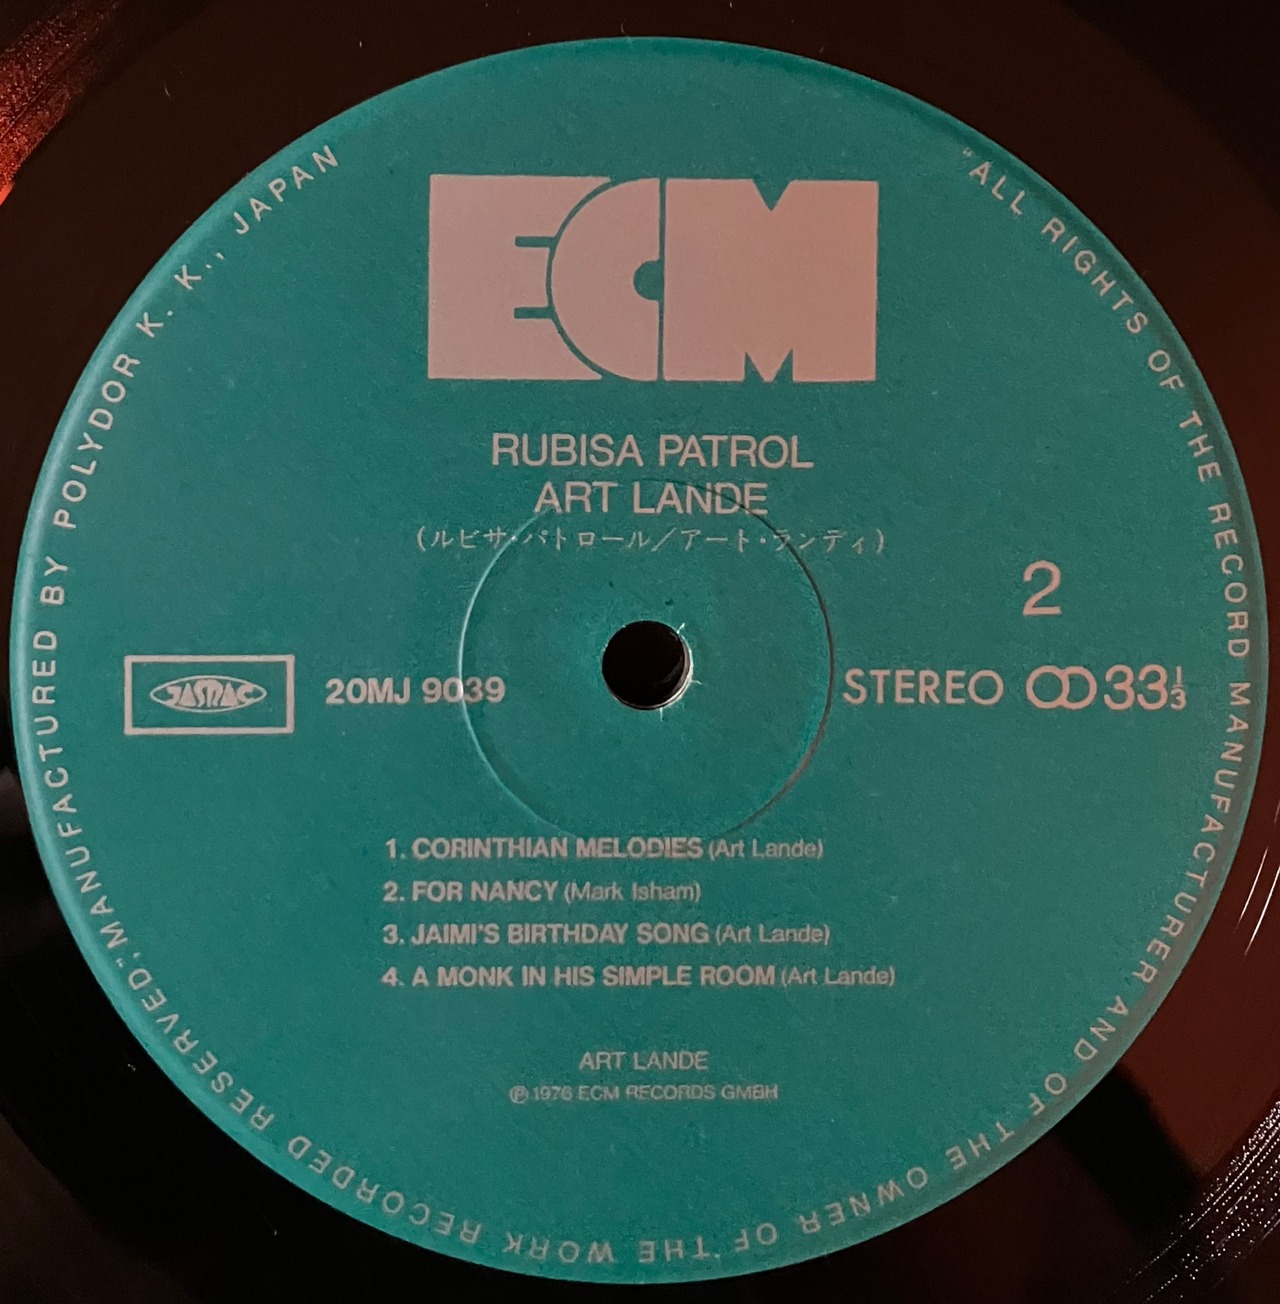 ECM
RUBISA PATROL
ART LANDE
(ルビサ・パトロール／アート・ランディ)
2
JASRAC
20MJ 9039
STEREO 33 1/3
1. CORINTHIAN MELODIES (Art Lande)
2. FOR NANCY (Mark Isham)
3. JAIMI'S BIRTHDAY SONG (Art Lande)
4. A MONK IN HIS SIMPLE ROOM (Art Lande)
ART LANDE
Ⓟ 1976 ECM RECORDS GMBH
"ALL RIGHTS OF THE RECORD MANUFACTURER AND OF THE OWNER OF THE WORK RECORDED RESERVED." MANUFACTURED BY POLYDOR K. K., JAPAN